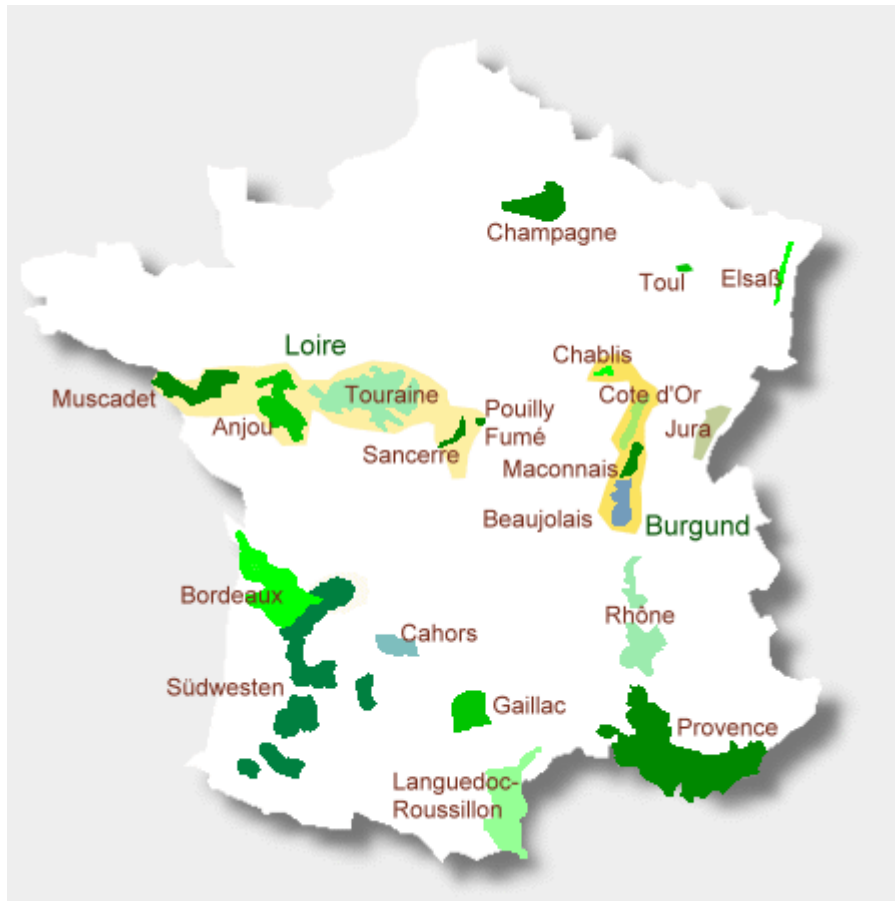 Champagne
Toul
Elsaß
Loire
Chablis
Muscadet
Touraine
Cote d'Or
Anjou
Pouilly
Fumé
Jura
Sancerre
Maconnais
Beaujolais
Burgund
Bordeaux
Rhône
Cahors
Südwesten
Gaillac
Provence
Languedoc-
Roussillon